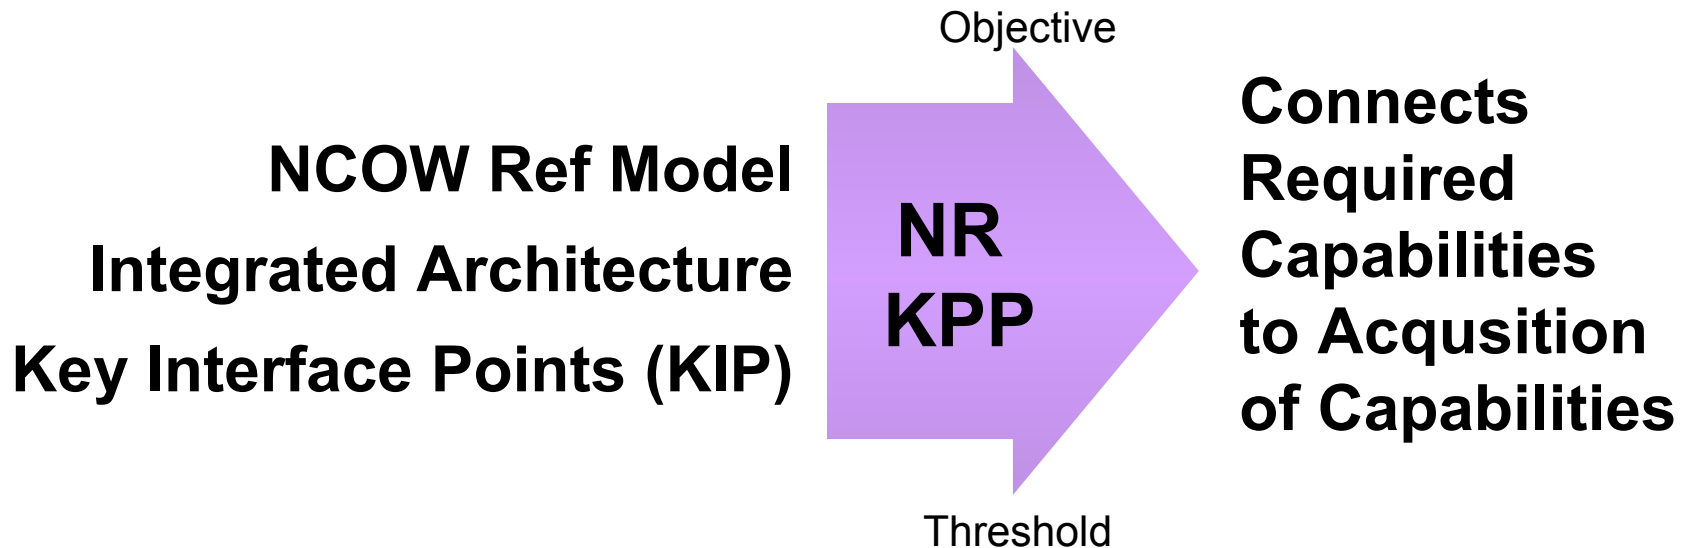 Objective
NCOW Ref Model
Integrated Architecture
Key Interface Points (KIP)
NR
KPP
Connects
Required
Capabilities
to Acqusition
of Capabilities
Threshold